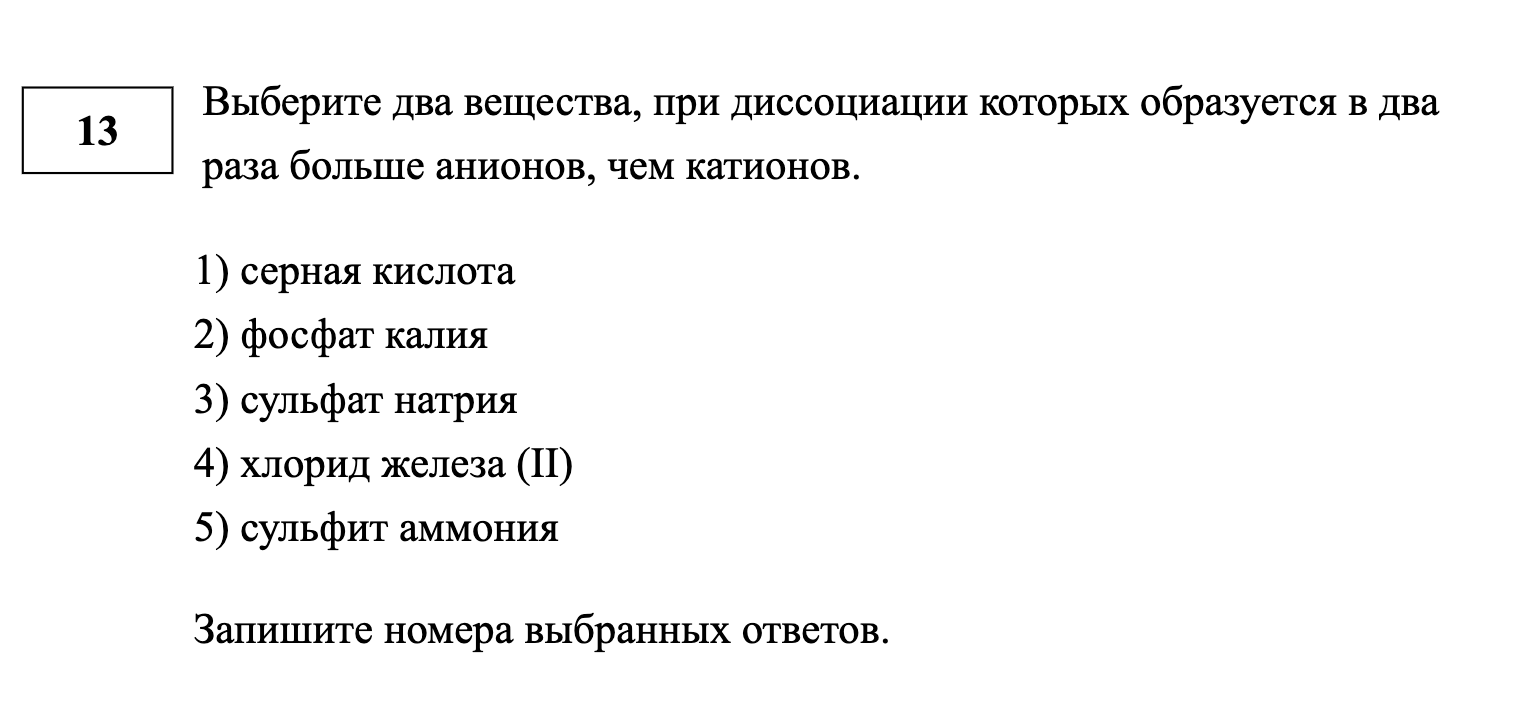 13
Выберите два вещества, при диссоциации которых образуется в два
раза больше анионов, чем катионов.
1) серная кислота
2) фосфат калия
3) сульфат натрия
4) хлорид железа (II)
5) сульфит аммония
Запишите номера выбранных ответов.